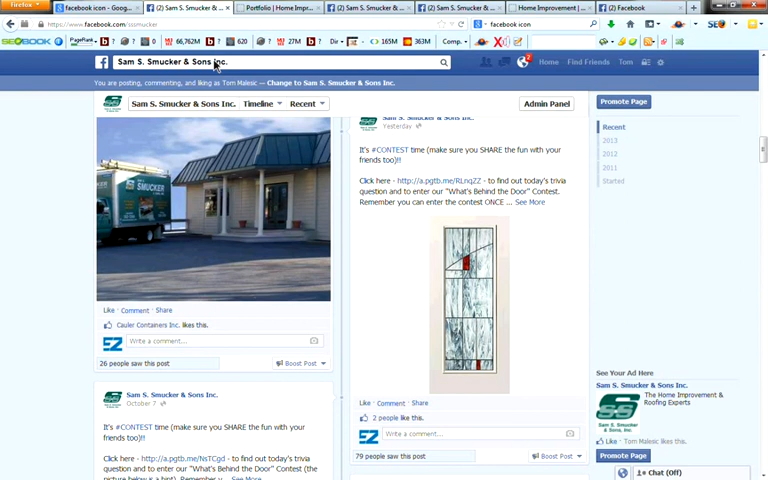 Firefox
facebook icon - Goog...
(2) Sam S. Smucker & ...
Portfolio | Home Impr...
(2) Sam S. Smucker & ...
(2) Sam S. Smucker & ...
Home Improvement | ...
(2) Facebook
https://www.facebook.com/sssmucker
facebook icon
SEO
SEOBOOK
PageRank
66,762M
260
27M
Dir
165M
363M
Comp.
Sam S. Smucker & Sons Inc.
2
Home
Find Friends
Tom
You are posting, commenting, and liking as Tom Malesic — Change to Sam S. Smucker & Sons Inc.
Sam S. Smucker & Sons Inc.
Timeline
Recent
Admin Panel
Promote Page
Recent
2013
2012
2011
Started
SMUCKER
Like · Comment · Share
Cauler Containers Inc. likes this.
Write a comment...
26 people saw this post
Boost Post
Sam S. Smucker & Sons Inc.
October 7
It's #CONTEST time (make sure you SHARE the fun with your
friends too)!!
Click here - http://a.pgtb.me/NsTCgd - to find out today's trivia
question and to enter our "What's Behind the Door" Contest (the
Sam S. Smucker & Sons Inc.
Yesterday
It's #CONTEST time (make sure you SHARE the fun with your
friends too)!!
Click here - http://a.pgtb.me/RLnqZZ - to find out today's trivia
question and to enter our "What's Behind the Door" Contest.
Remember you can enter the contest ONCE ... See More
Like · Comment · Share
2 people like this.
Write a comment...
79 people saw this post
Boost Post
See Your Ad Here
Sam S. Smucker & Sons Inc.
The Home Improvement &
Roofing Experts
Like · Tom Malesic likes this.
Promote Page
Chat (Off)